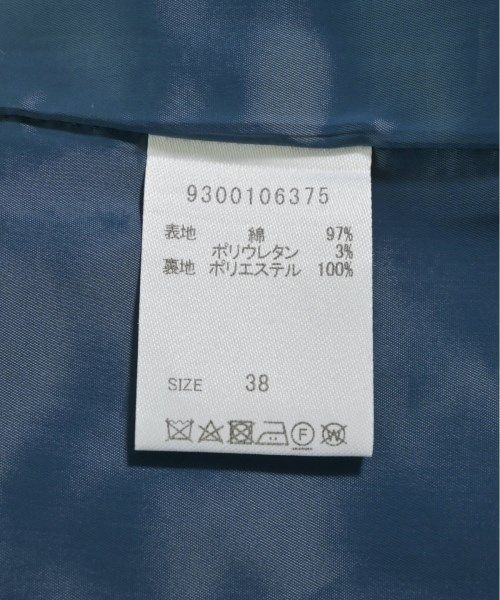 9300106375
表地 綿 97%
ポリウレタン 3%
裏地 ポリエステル 100%
SIZE 38
F W